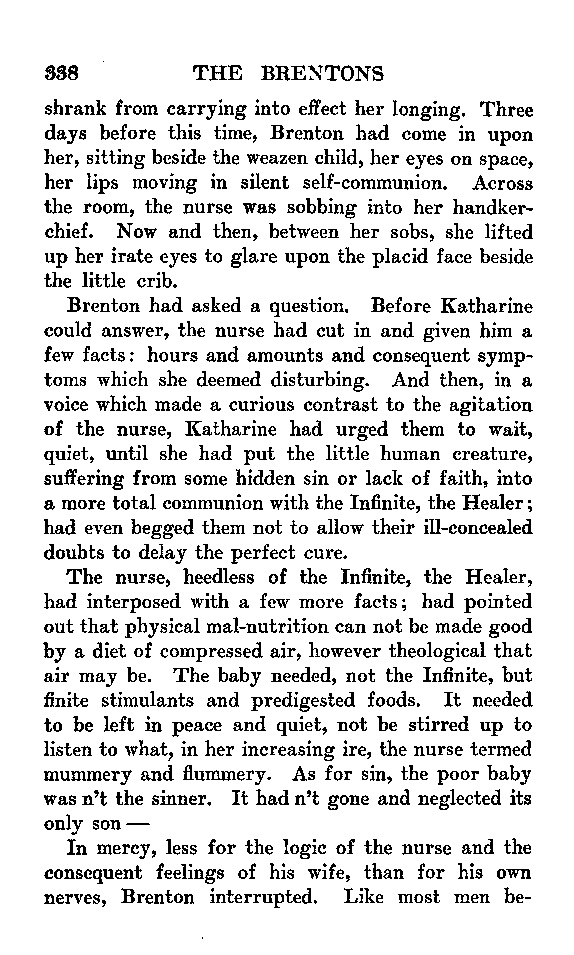 338 THE BRENTONS
shrank from carrying into effect her longing. Three
days before this time, Brenton had come in upon
her, sitting beside the weazen child, her eyes on space,
her lips moving in silent self-communion. Across
the room, the nurse was sobbing into her handker-
chief. Now and then, between her sobs, she lifted
up her irate eyes to glare upon the placid face beside
the little crib.
Brenton had asked a question. Before Katharine
could answer, the nurse had cut in and given him a
few facts: hours and amounts and consequent symp-
toms which she deemed disturbing. And then, in a
voice which made a curious contrast to the agitation
of the nurse, Katharine had urged them to wait,
quiet, until she had put the little human creature,
suffering from some hidden sin or lack of faith, into
a more total communion with the Infinite, the Healer;
had even begged them not to allow their ill-concealed
doubts to delay the perfect cure.
The nurse, heedless of the Infinite, the Healer,
had interposed with a few more facts; had pointed
out that physical mal-nutrition can not be made good
by a diet of compressed air, however theological that
air may be. The baby needed, not the Infinite, but
finite stimulants and predigested foods. It needed
to be left in peace and quiet, not be stirred up to
listen to what, in her increasing ire, the nurse termed
mummery and flummery. As for sin, the poor baby
was n't the sinner. It had n't gone and neglected its
only son —
In mercy, less for the logic of the nurse and the
consequent feelings of his wife, than for his own
nerves, Brenton interrupted. Like most men be-